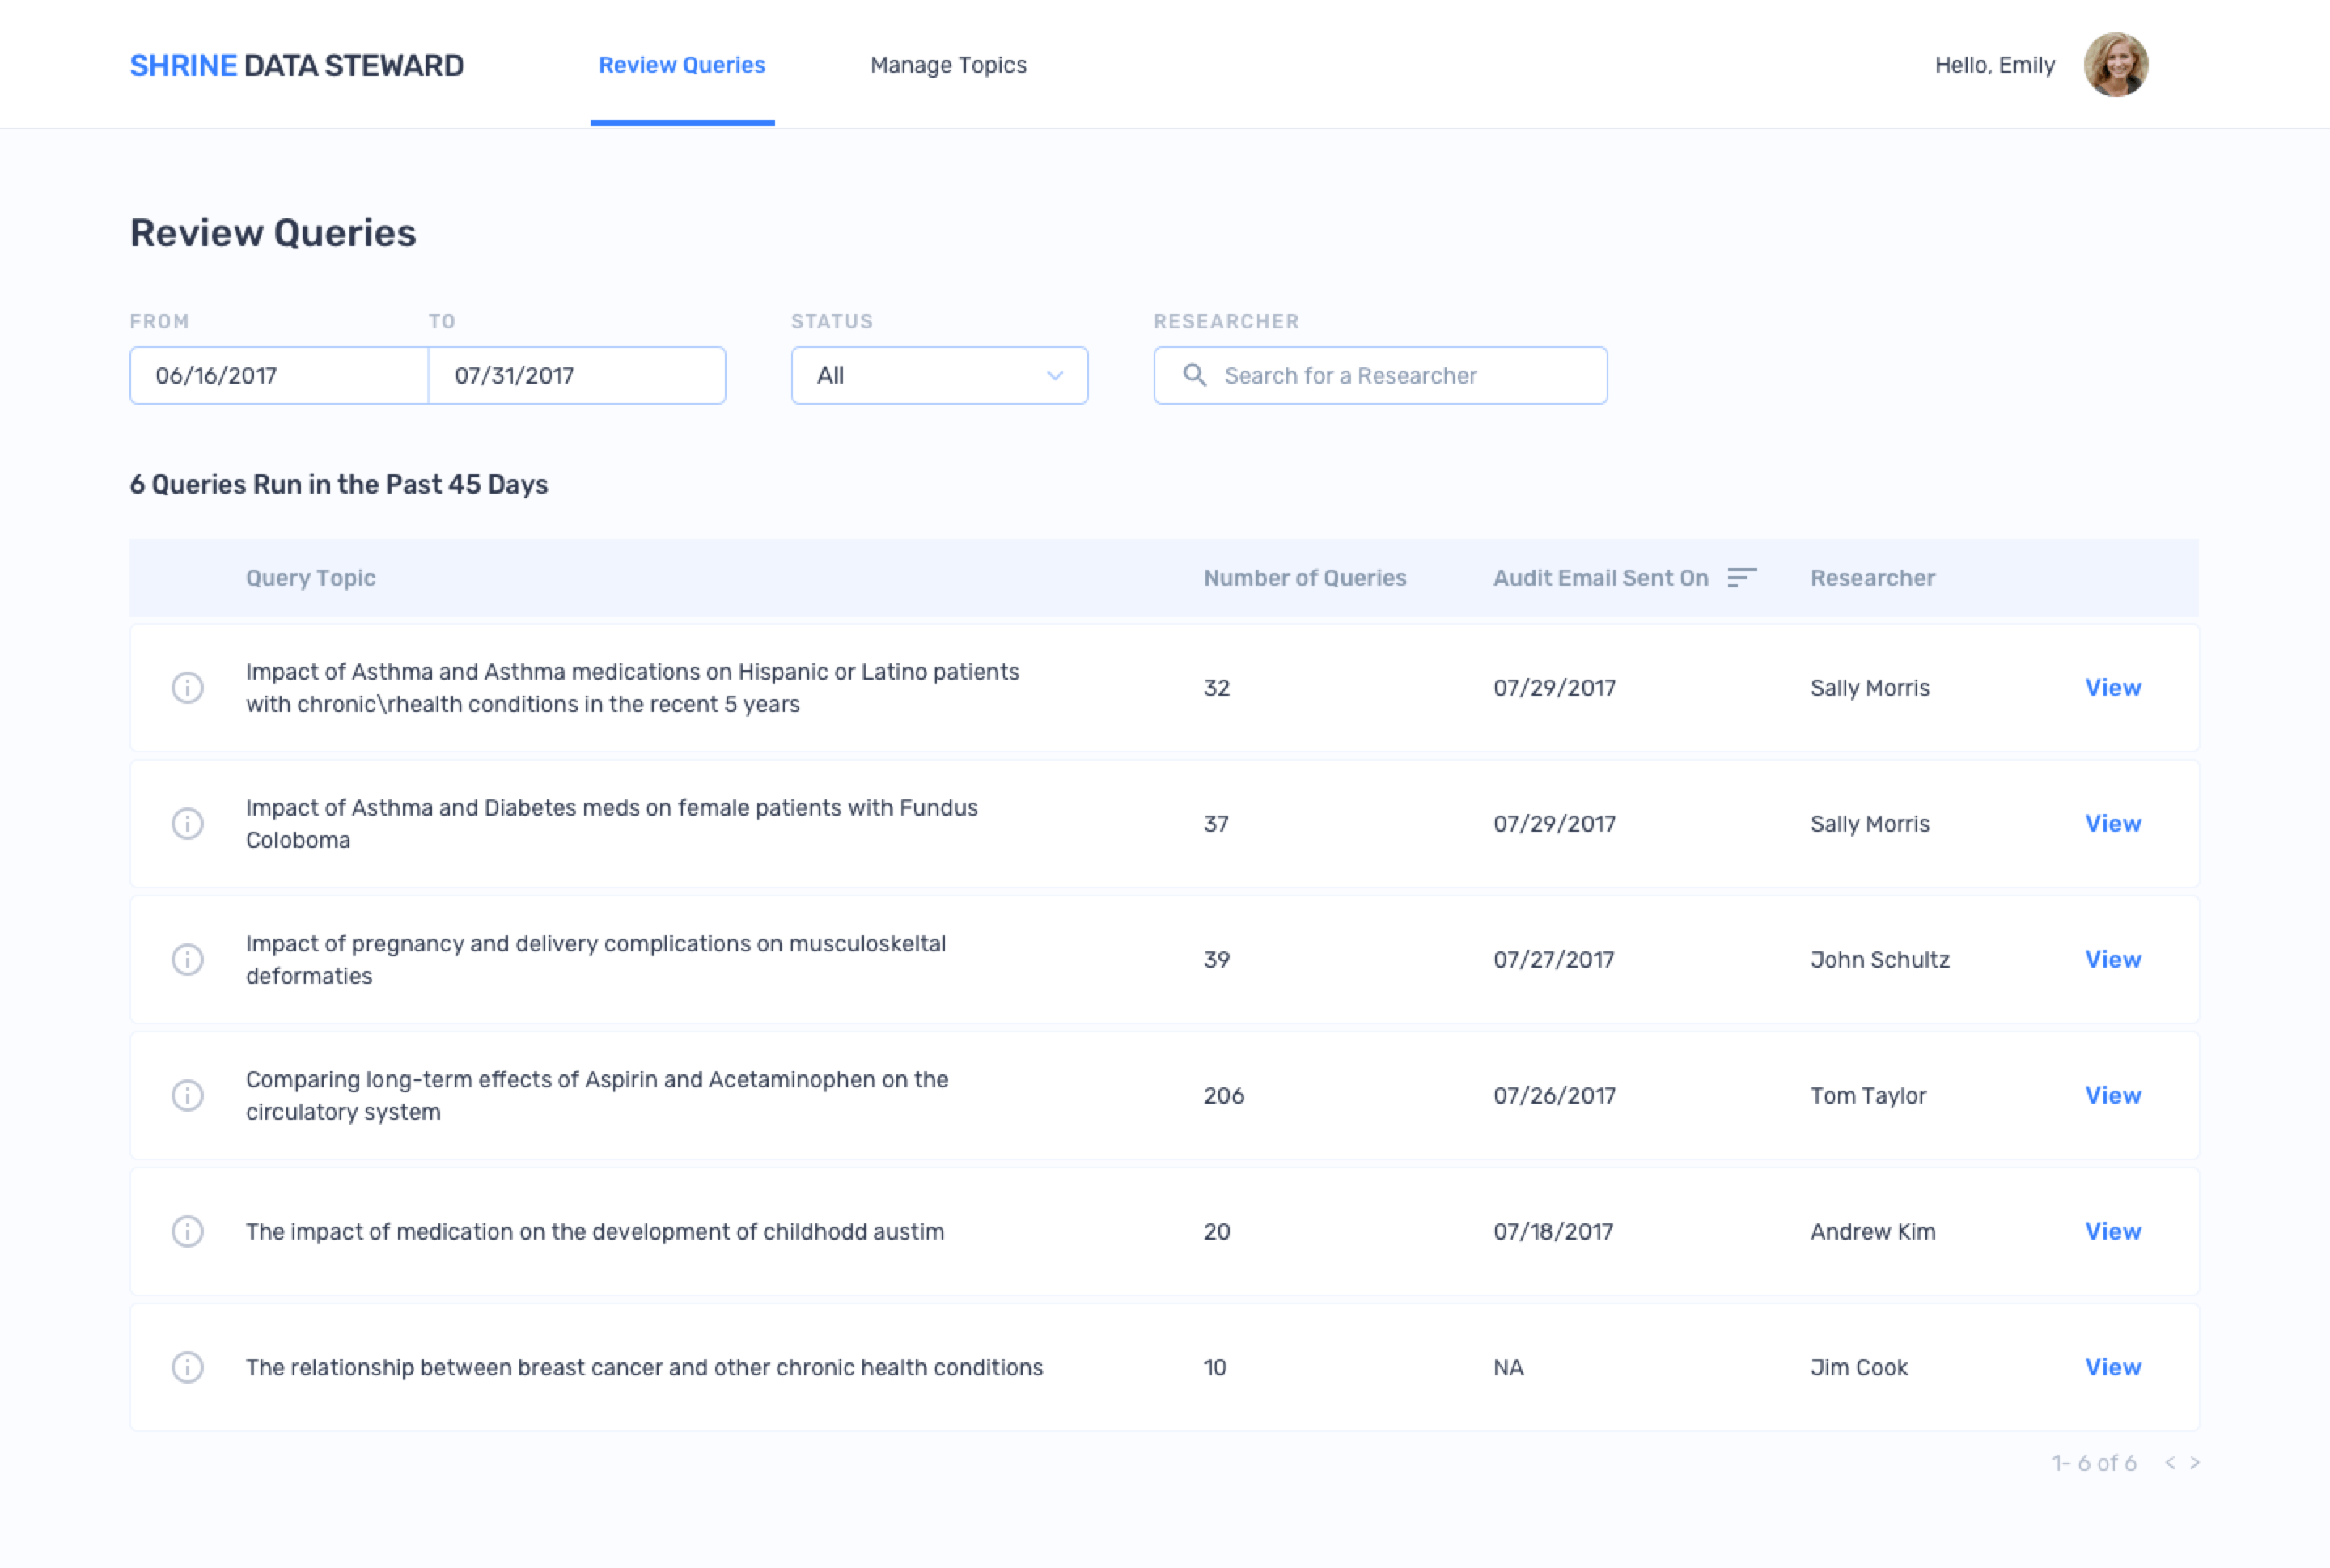 SHRINE DATA STEWARD
Review Queries
Manage Topics
Hello, Emily
Review Queries
FROM
TO
STATUS
RESEARCHER
06/16/2017
07/31/2017
All
Search for a Researcher
6 Queries Run in the Past 45 Days
Query Topic
Number of Queries
Audit Email Sent On
Researcher
Impact of Asthma and Asthma medications on Hispanic or Latino patients
with chronic\rhealth conditions in the recent 5 years
32
07/29/2017
Sally Morris
View
Impact of Asthma and Diabetes meds on female patients with Fundus
Coloboma
37
07/29/2017
Sally Morris
View
Impact of pregnancy and delivery complications on musculoskeltal
deformaties
39
07/27/2017
John Schultz
View
Comparing long-term effects of Aspirin and Acetaminophen on the
circulatory system
206
07/26/2017
Tom Taylor
View
The impact of medication on the development of childhodd austim
20
07/18/2017
Andrew Kim
View
The relationship between breast cancer and other chronic health conditions
10
NA
Jim Cook
View
1- 6 of 6 < >